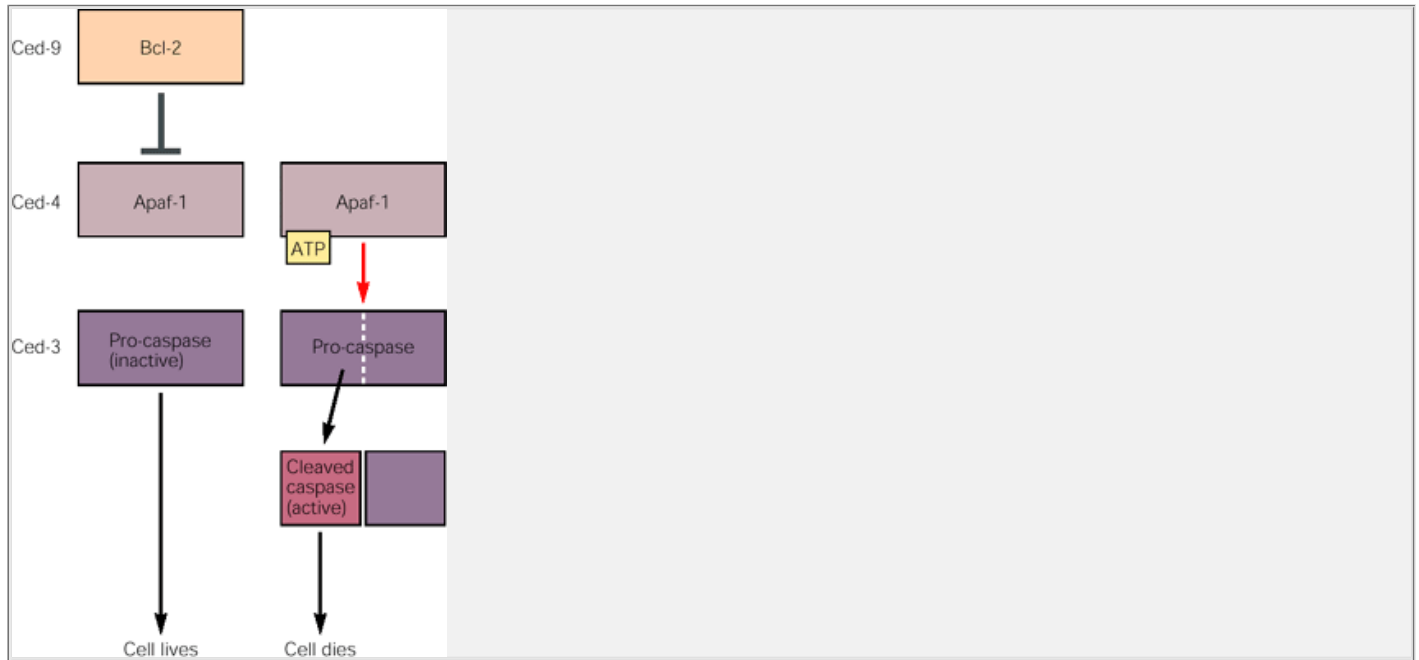 Ced-9
Bcl-2
Ced-4
Apaf-1
Apaf-1
ATP
Ced-3
Pro-caspase
(inactive)
Pro-caspase
Cleaved
caspase
(active)
Cell lives
Cell dies